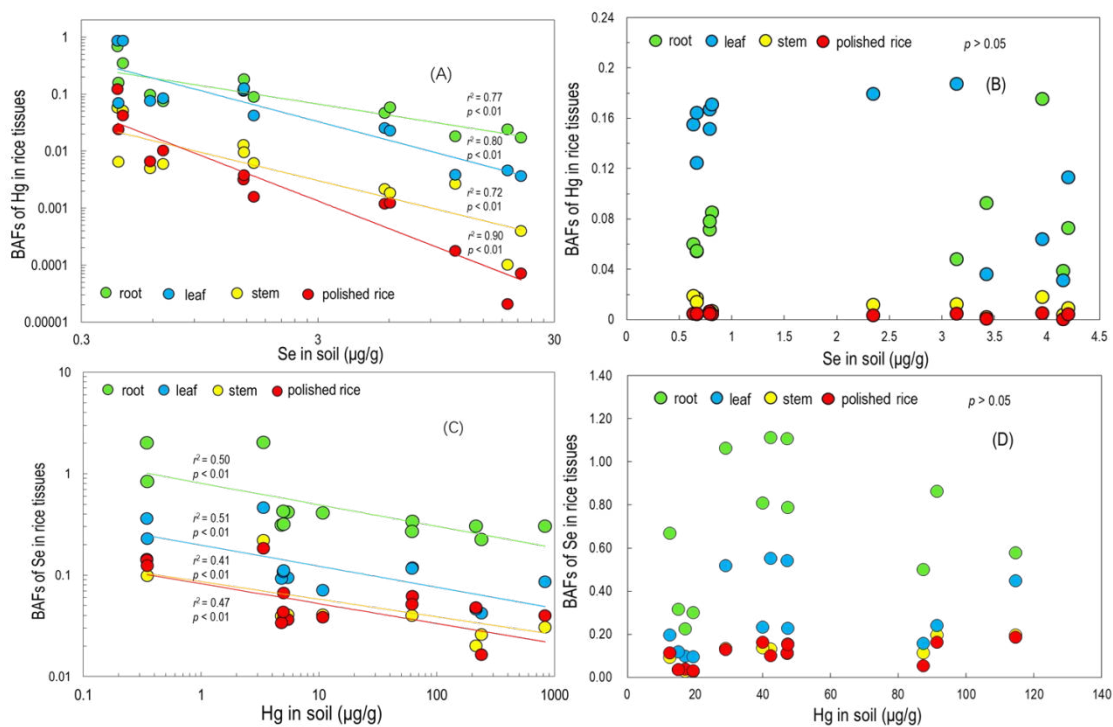 1
0.1
0.01
0.001
0.0001
0.00001
BAFs of Hg in rice tissues
(A)
r² = 0.77
p < 0.01
r² = 0.80
p < 0.01
r² = 0.72
p < 0.01
r² = 0.90
p < 0.01
root leaf stem polished rice
0.3 3 30
Se in soil (µg/g)
0.24
0.20
0.16
0.12
0.08
0.04
0
BAFs of Hg in rice tissues
root leaf stem polished rice
p > 0.05
(B)
0 0.5 1 1.5 2 2.5 3 3.5 4 4.5
Se in soil (µg/g)
10
1
0.1
0.01
BAFs of Se in rice tissues
root leaf stem polished rice
(C)
r² = 0.50
p < 0.01
r² = 0.51
p < 0.01
r² = 0.41
p < 0.01
r² = 0.47
p < 0.01
0.1 1 10 100 1000
Hg in soil (µg/g)
1.40
1.20
1.00
0.80
0.60
0.40
0.20
0.00
BAFs of Se in rice tissues
root leaf stem polished rice
p > 0.05
(D)
0 20 40 60 80 100 120 140
Hg in soil (µg/g)